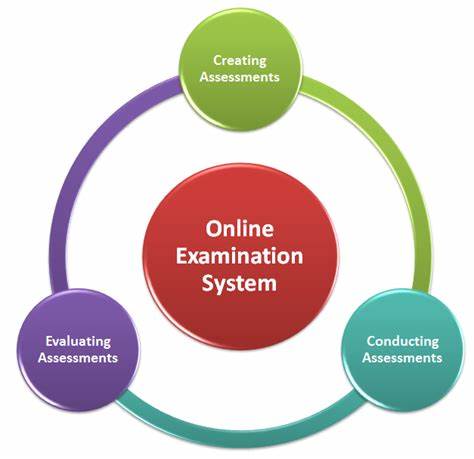 Creating
Assessments
Online
Examination
System
Evaluating
Assessments
Conducting
Assessments